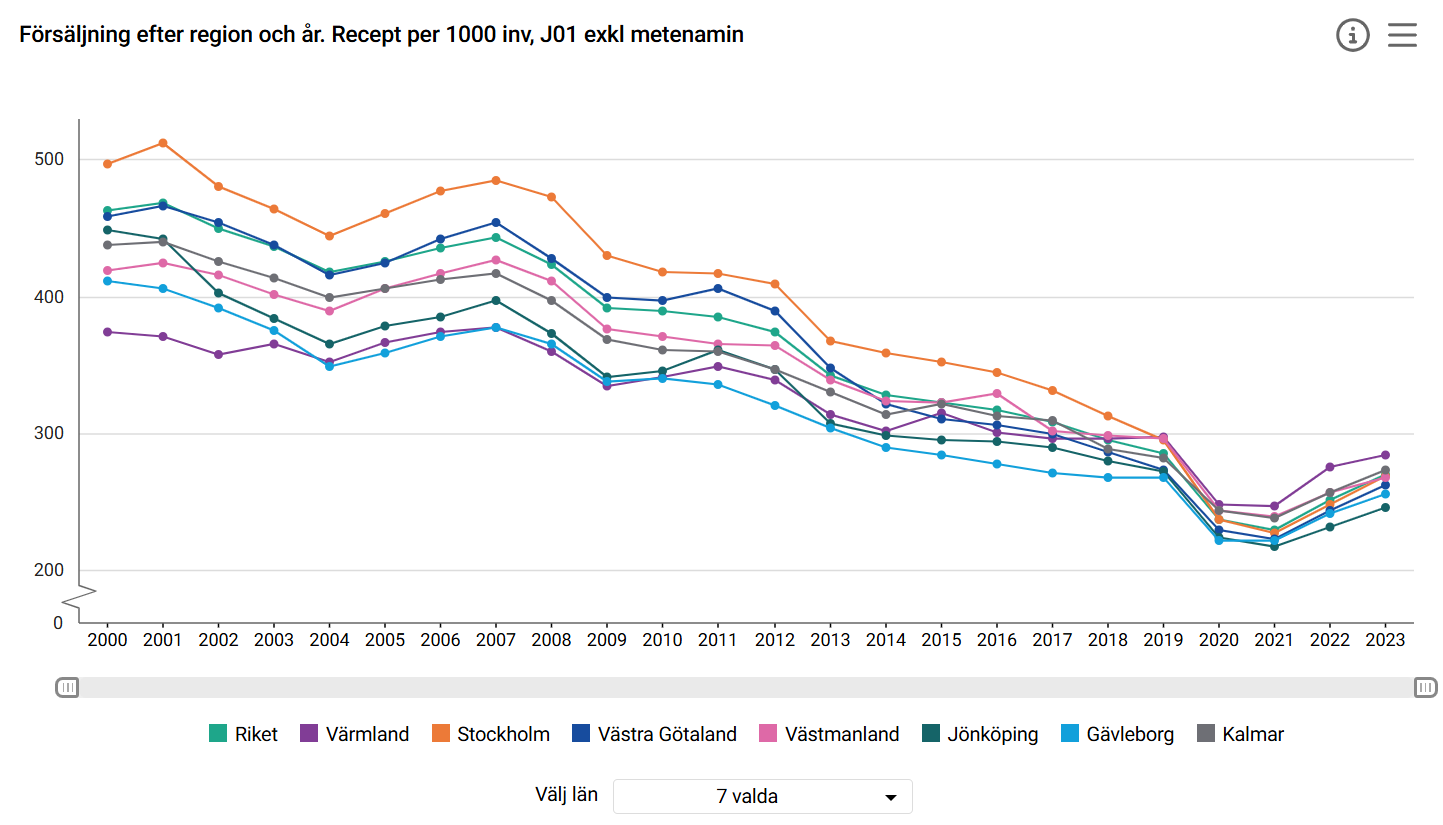 Försäljning efter region och år. Recept per 1000 inv, J01 exkl metenamin
500
400
300
200
0
2000 2001 2002 2003 2004 2005 2006 2007 2008 2009 2010 2011 2012 2013 2014 2015 2016 2017 2018 2019 2020 2021 2022 2023
Riket Värmland Stockholm Västra Götaland Västmanland Jönköping Gävleborg Kalmar
Välj län 7 valda